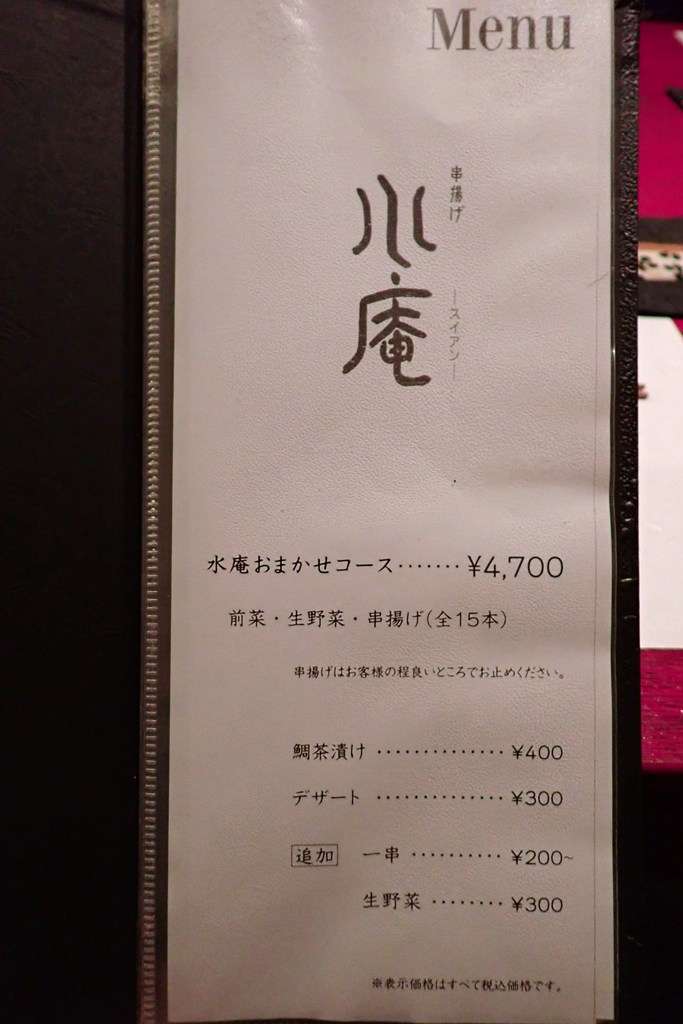 Menu
串揚げ
水庵
―スイアン―
水庵おまかせコース・・・・・・・¥4,700
前菜・生野菜・串揚げ(全15本)
串揚げはお客様の程良いところでお止めください。
鯛茶漬け・・・・・・・・・・・・・・¥400
デザート・・・・・・・・・・・・・・¥300
追加 一串・・・・・・・・・・¥200~
生野菜・・・・・・・・¥300
※表示価格はすべて税込価格です。